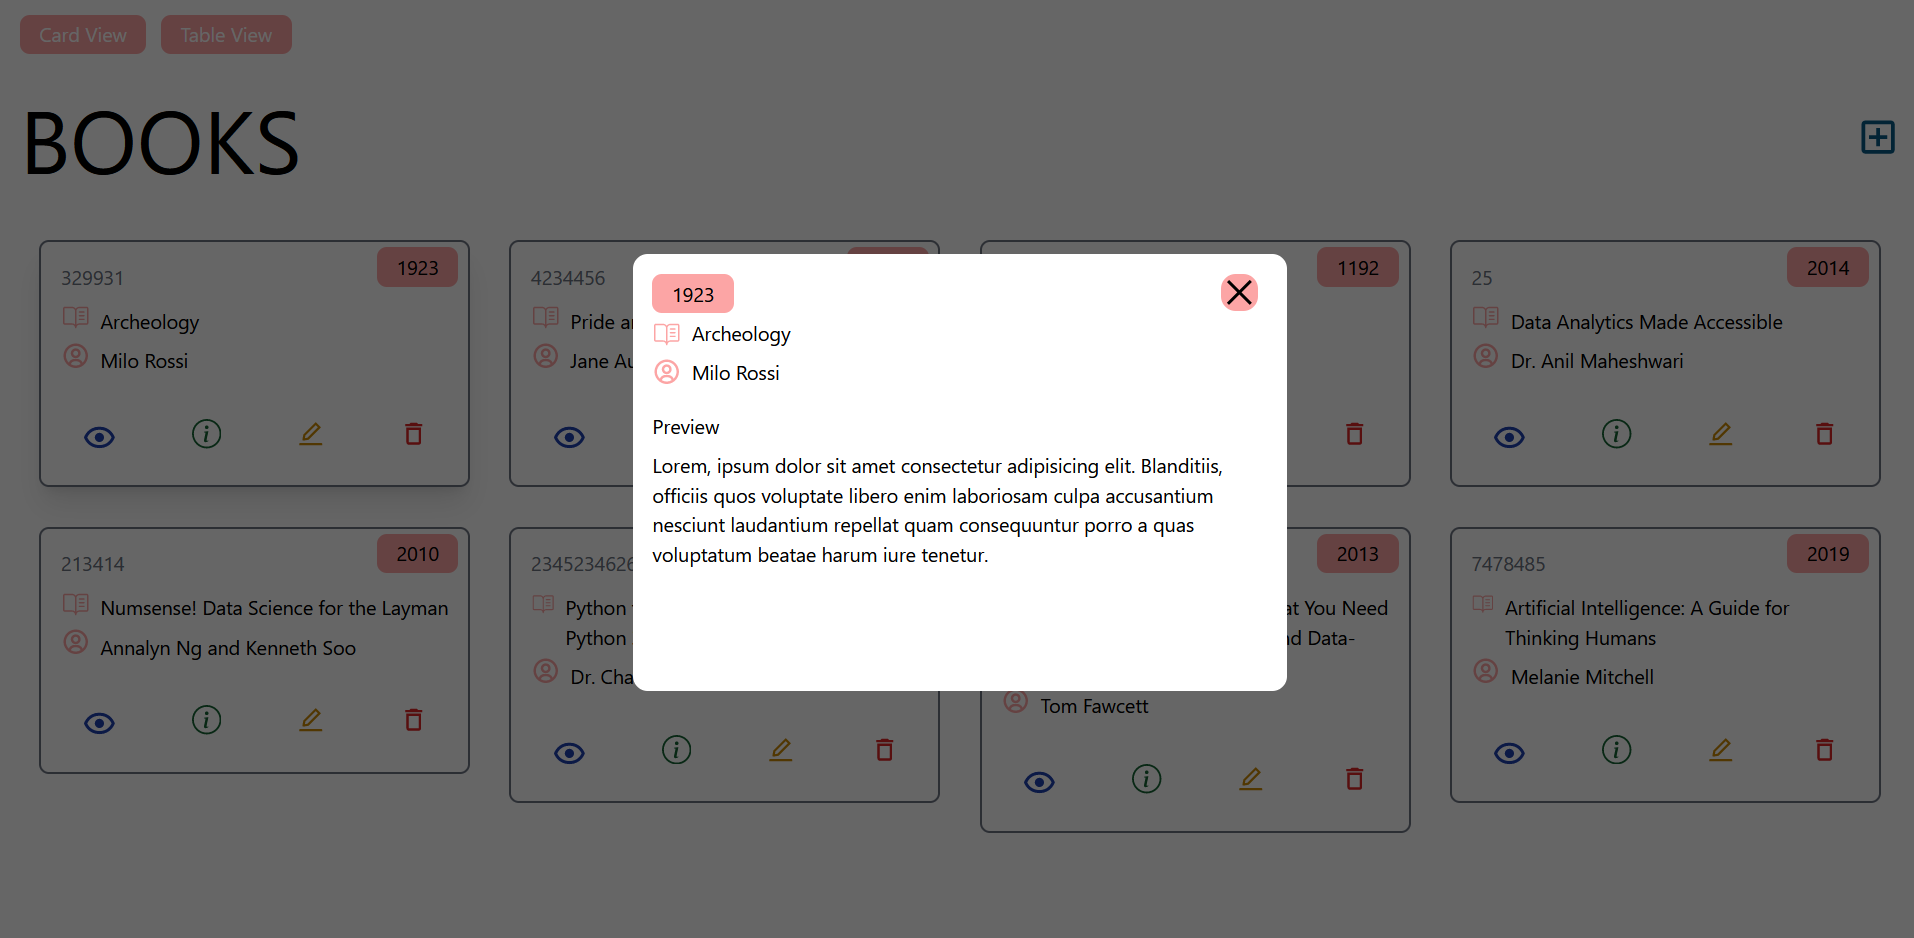 Card View
Table View
BOOKS
329931
1923
Archeology
Milo Rossi
4234456
Pride
Jane
1192
25
2014
Data Analytics Made Accessible
Dr. Anil Maheshwari
1923
Archeology
Milo Rossi
Preview
Lorem, ipsum dolor sit amet consectetur adipisicing elit. Blanditiis,
officiis quos voluptate libero enim laboriosam culpa accusantium
nesciunt laudantium repellat quam consequuntur porro a quas
voluptatum beatae harum iure tenetur.
213414
2010
Numsense! Data Science for the Layman
Annalyn Ng and Kenneth Soo
2345234626
Python
Python
Dr. Cha
2013
at You Need
d Data-
Tom Fawcett
7478485
2019
Artificial Intelligence: A Guide for
Thinking Humans
Melanie Mitchell